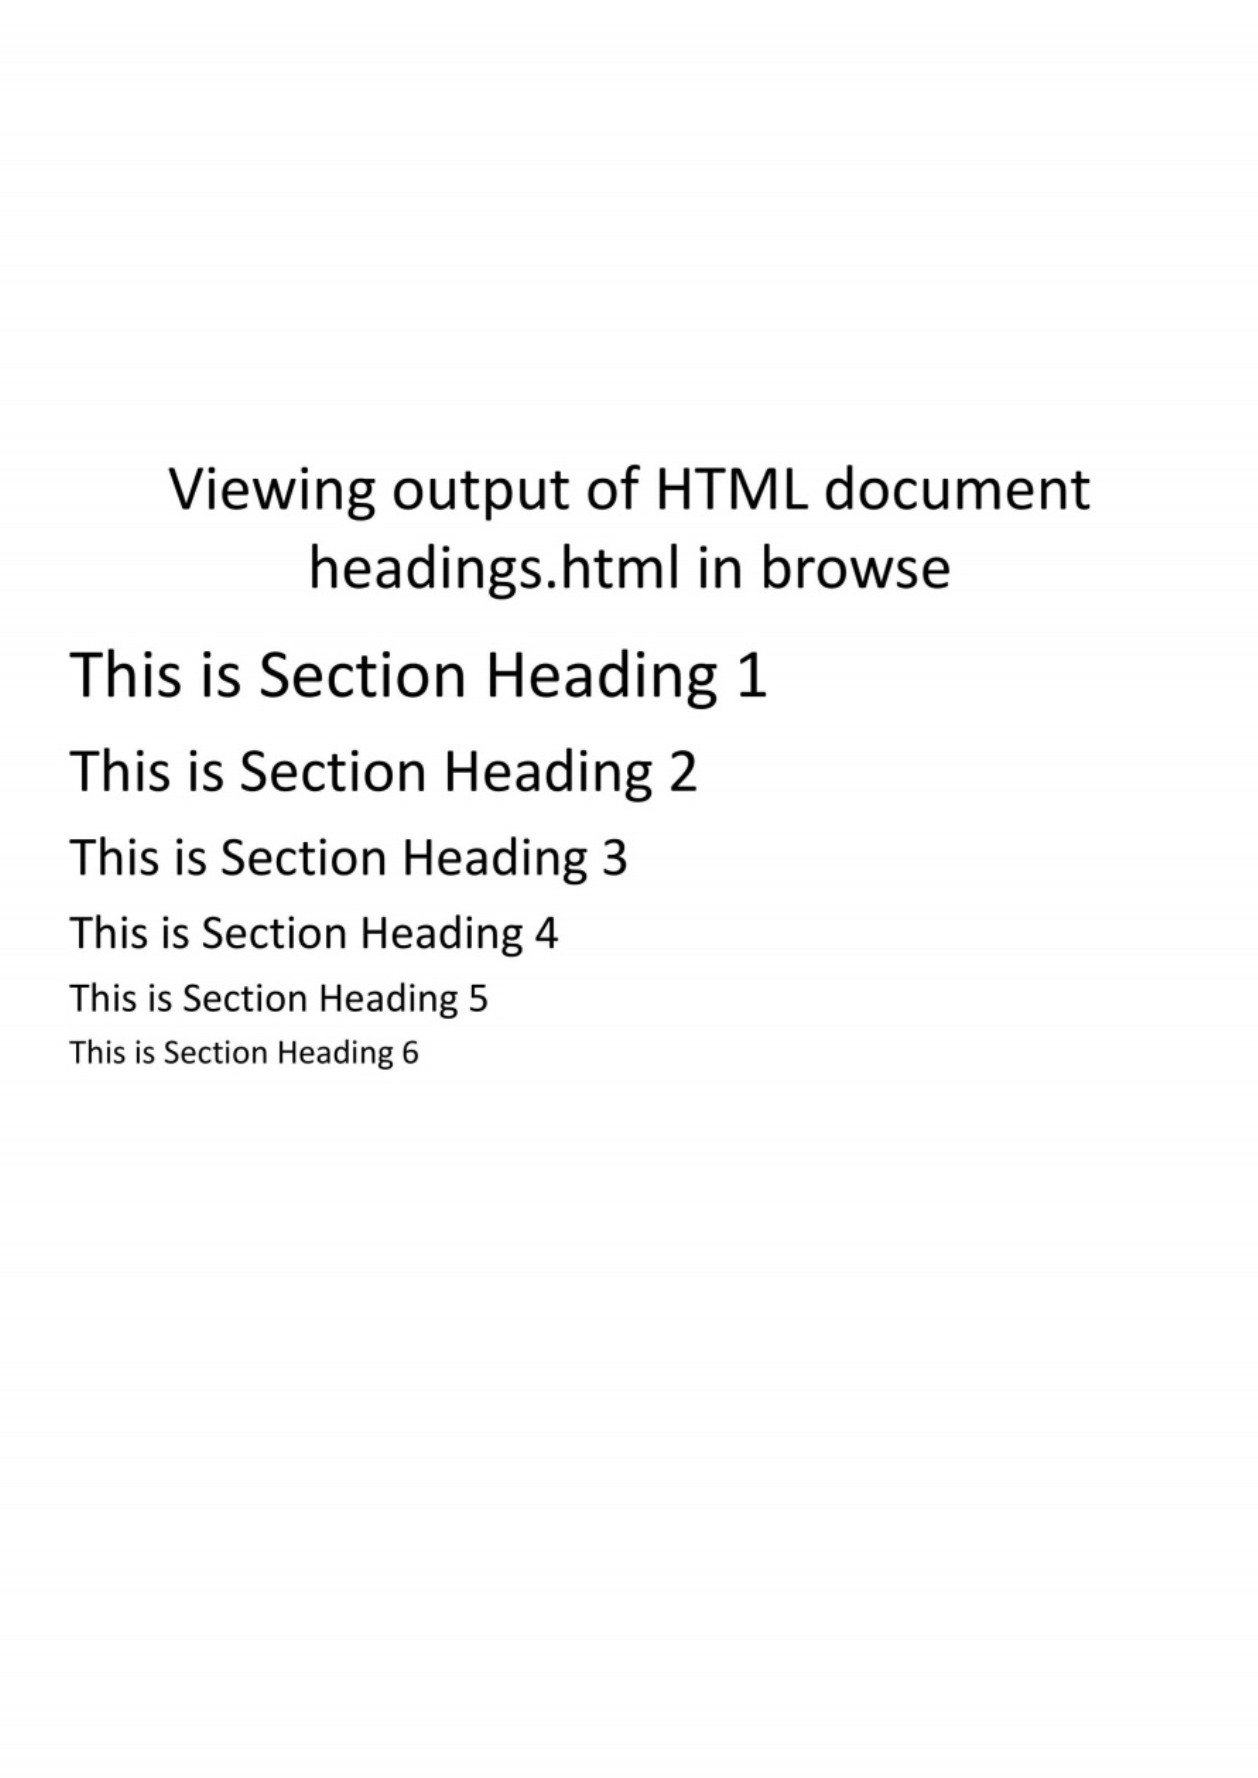 Viewing output of HTML document
headings.html in browse
This is Section Heading 1
This is Section Heading 2
This is Section Heading 3
This is Section Heading 4
This is Section Heading 5
This is Section Heading 6